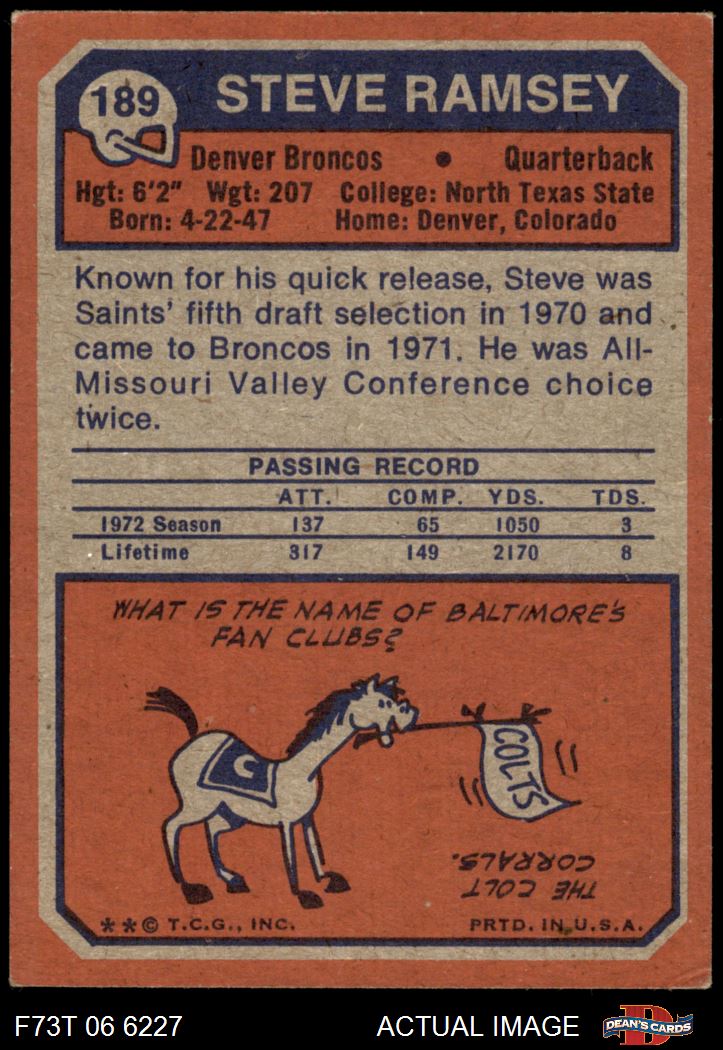 189
STEVE RAMSEY
Denver Broncos • Quarterback
Hgt: 6'2" Wgt: 207 College: North Texas State
Born: 4-22-47 Home: Denver, Colorado
Known for his quick release, Steve was
Saints' fifth draft selection in 1970 and
came to Broncos in 1971. He was All-
Missouri Valley Conference choice
twice.
PASSING RECORD
ATT. COMP. YDS. TDS.
1972 Season 137 65 1050 3
Lifetime 317 149 2170 8
WHAT IS THE NAME OF BALTIMORE'S
FAN CLUBS?
C
COLTS
THE COLT
CORRALS.
**© T.C.G., INC. PRTD. IN U.S.A.
F73T 06 6227 ACTUAL IMAGE
D
DEAN'S CARDS